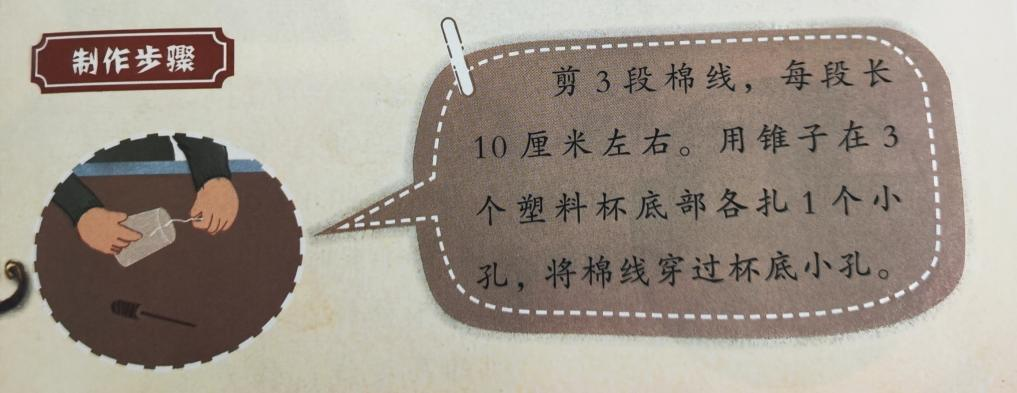 制作步骤
剪3段棉线，每段长
10厘米左右。用锥子在3
个塑料杯底部各扎1个小
孔，将棉线穿过杯底小孔。